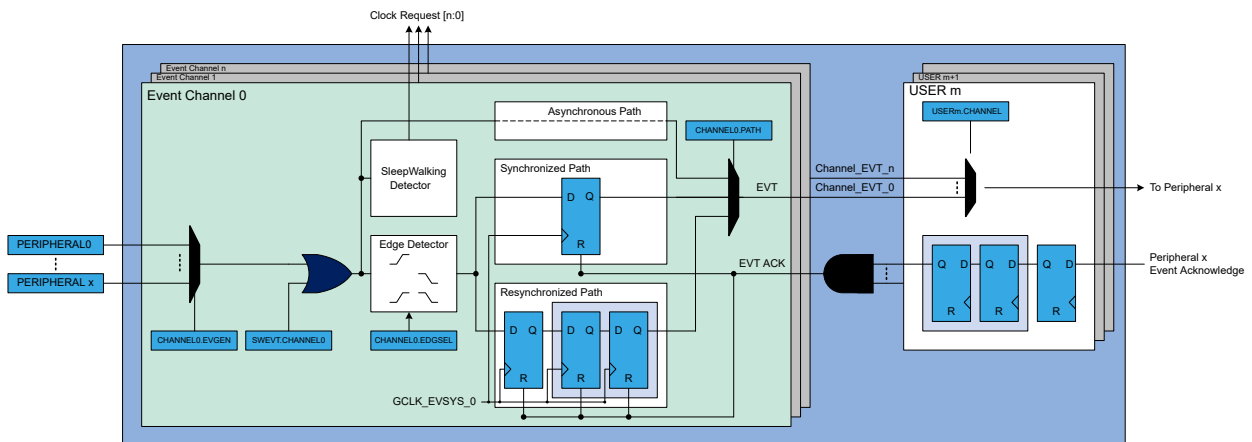 Clock Request [n:0]
Event Channel n
Event Channel 1
Event Channel 0
USER m+1
USER m
Asynchronous Path
CHANNEL0.PATH
USERm.CHANNEL
SleepWalking
Detector
Synchronized Path
D Q
R
EVT
Channel_EVT_n
Channel_EVT_0
To Peripheral x
PERIPHERAL0
PERIPHERAL x
Edge Detector
EVT ACK
Q D
R
Q D
R
Q D
R
Peripheral x
Event Acknowledge
Resynchronized Path
D Q
R
D Q
R
D Q
R
CHANNEL0.EVGEN
SWEVT.CHANNEL0
CHANNEL0.EDGSEL
GCLK_EVSYS_0